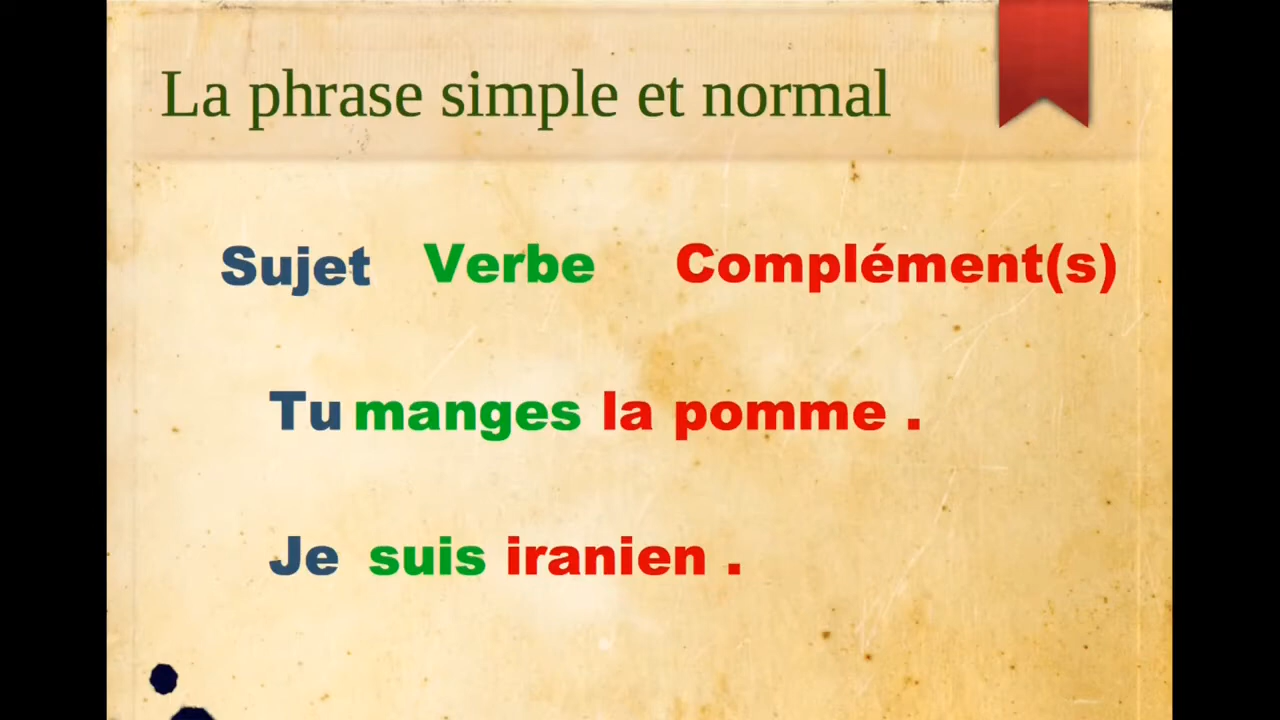 La phrase simple et normal
Sujet Verbe Complément(s)
Tu manges la pomme .
Je suis iranien .